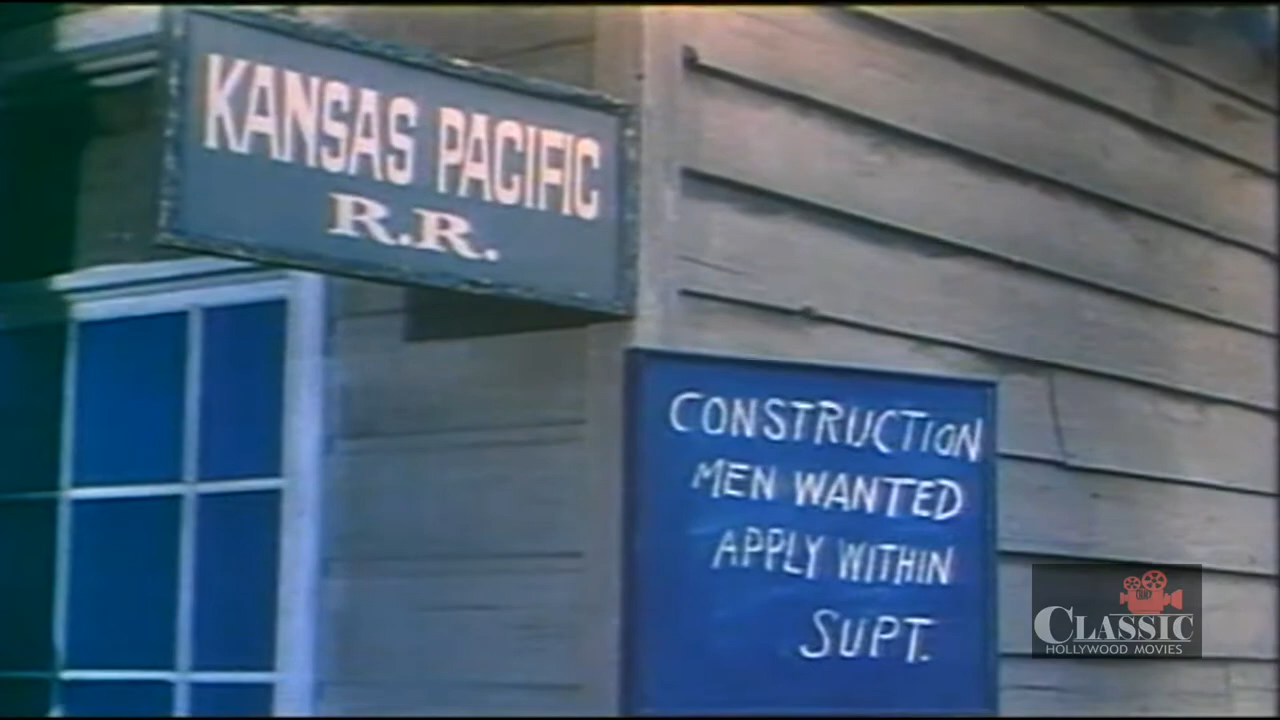 KANSAS PACIFIC
R.R.
CONSTRUCTION
MEN WANTED
APPLY WITHIN
SUPT.
CLASSIC
HOLLYWOOD MOVIES